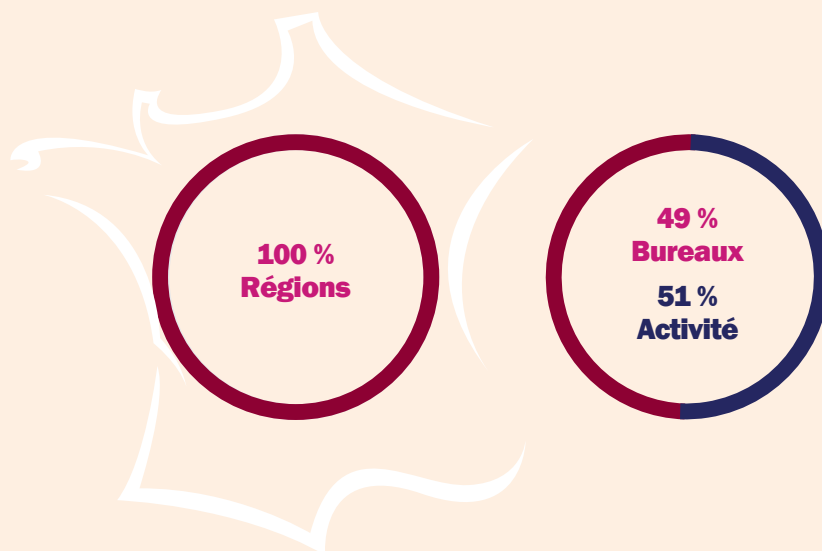 100 %
Régions
49 %
Bureaux
51 %
Activité